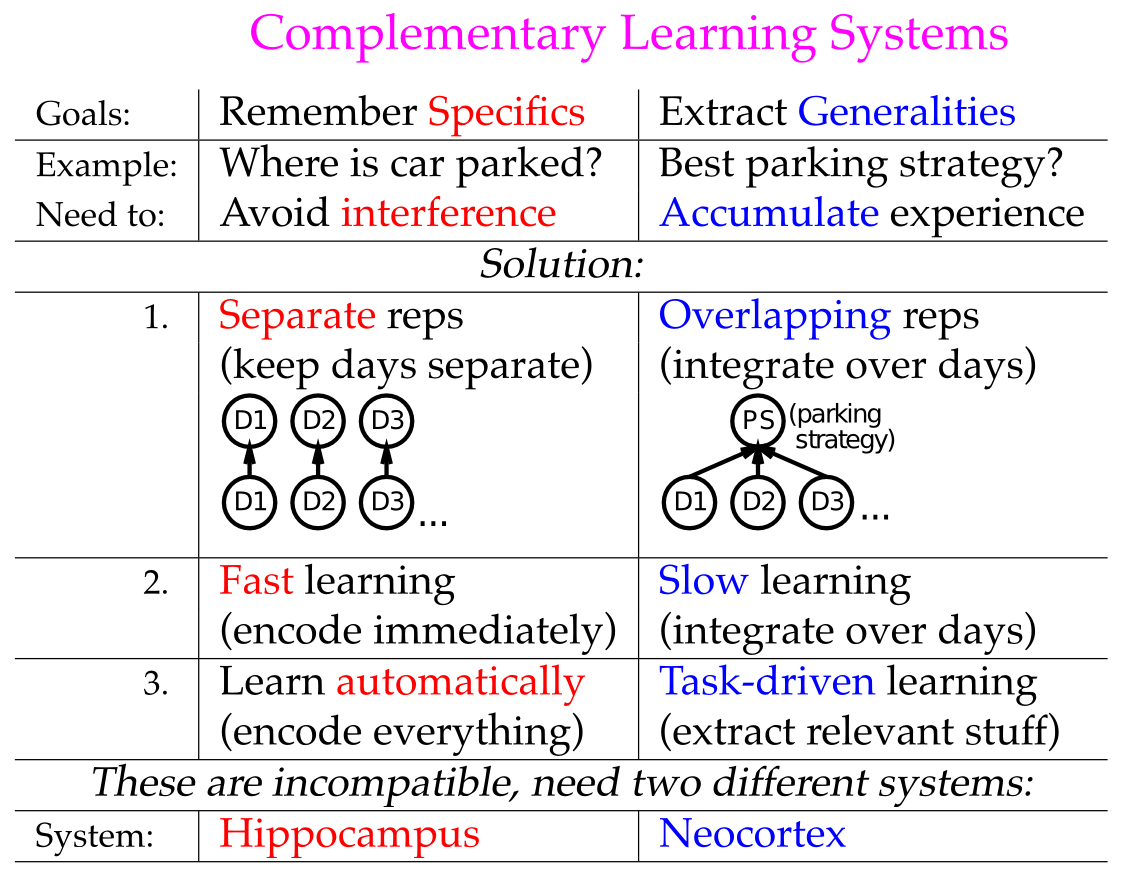 Complementary Learning Systems
Goals: Remember Specifics Extract Generalities
Example: Where is car parked? Best parking strategy?
Need to: Avoid interference Accumulate experience
Solution:
1. Separate reps Overlapping reps
(keep days separate) (integrate over days)
D1 D2 D3 PS (parking
strategy)
D1 D2 D3 ... D1 D2 D3 ...
2. Fast learning Slow learning
(encode immediately) (integrate over days)
3. Learn automatically Task-driven learning
(encode everything) (extract relevant stuff)
These are incompatible, need two different systems:
System: Hippocampus Neocortex